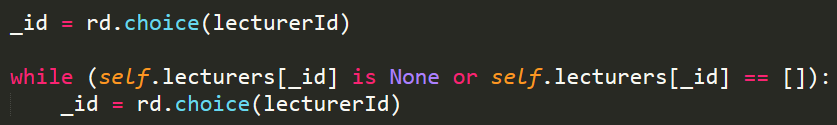 _id = rd.choice(lecturerId)
while (self.lecturers[_id] is None or self.lecturers[_id] == []):
    _id = rd.choice(lecturerId)